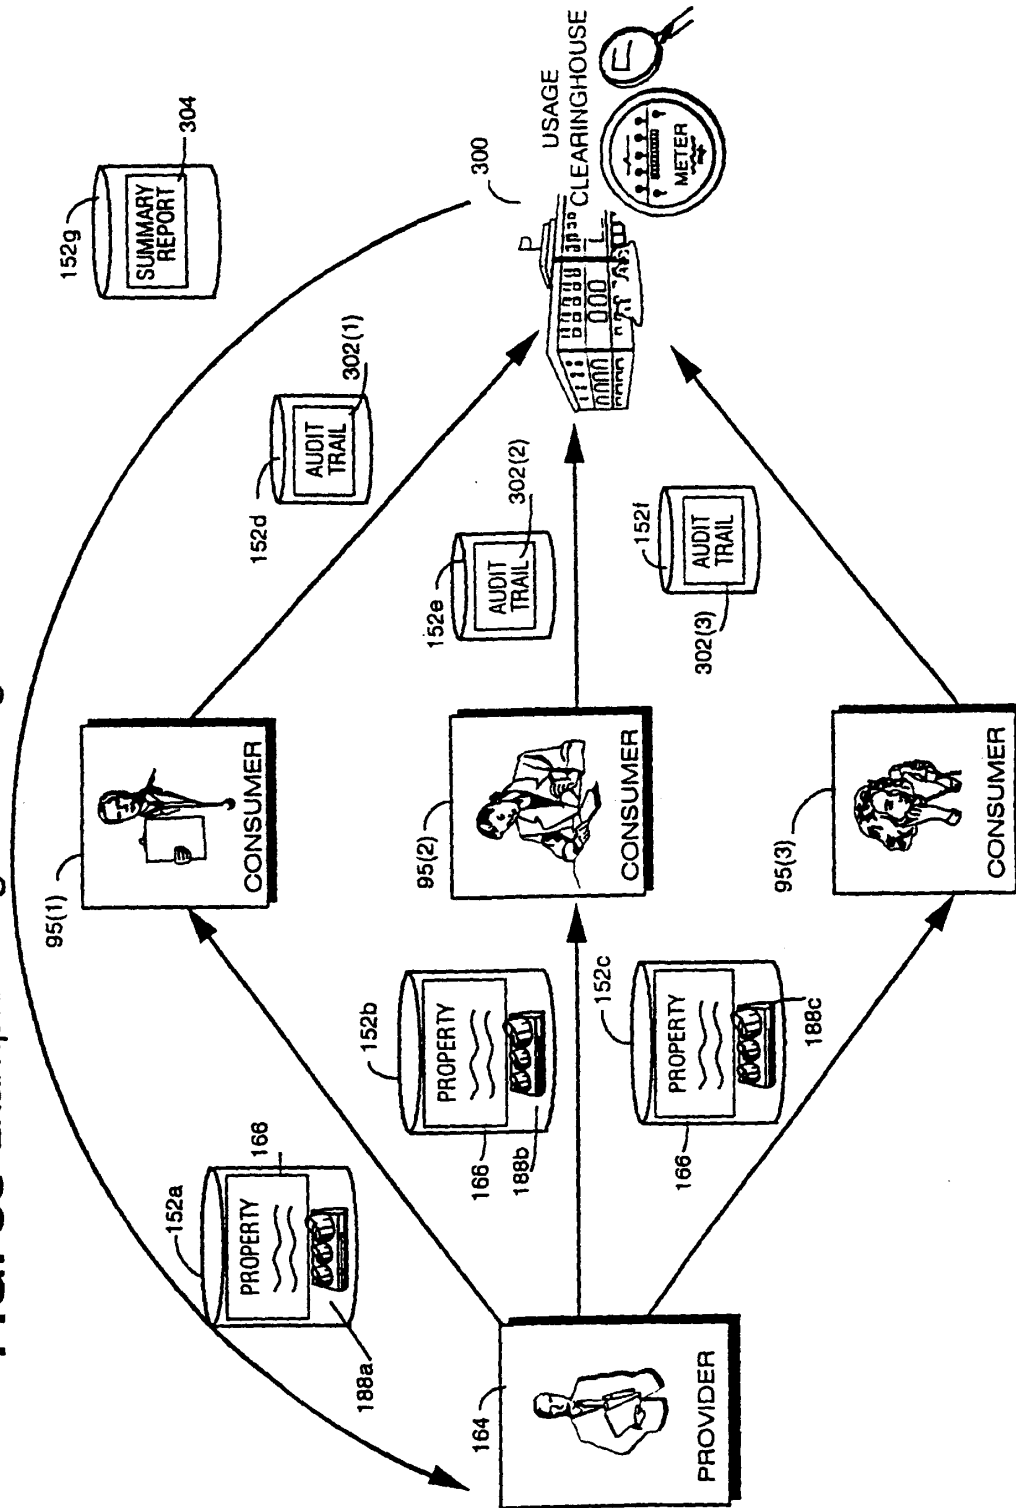 152g
SUMMARY
REPORT
304
300
USAGE
CLEARINGHOUSE
METER
152d
AUDIT
TRAIL
302(1)
152e
AUDIT
TRAIL
302(2)
152f
AUDIT
TRAIL
302(3)
95(1)
CONSUMER
95(2)
CONSUMER
95(3)
CONSUMER
152a
PROPERTY
166
188a
152b
PROPERTY
166
188b
152c
PROPERTY
166
188c
164
PROVIDER